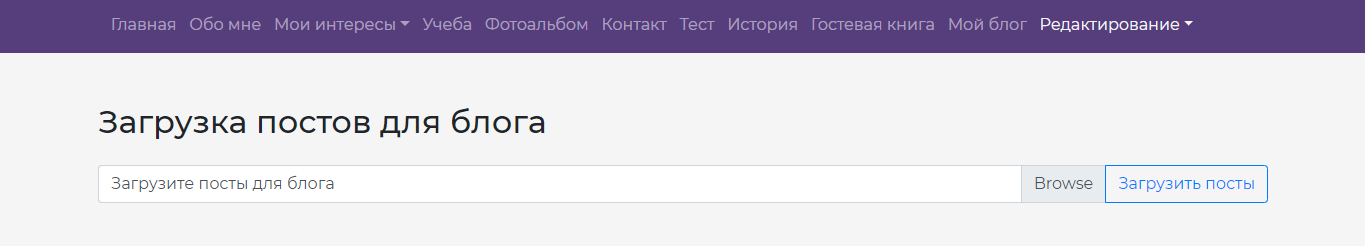 Главная Обо мне Мои интересы Учеба Фотоальбом Контакт Тест История Гостевая книга Мой блог Редактирование
Загрузка постов для блога
Загрузите посты для блога Browse Загрузить посты